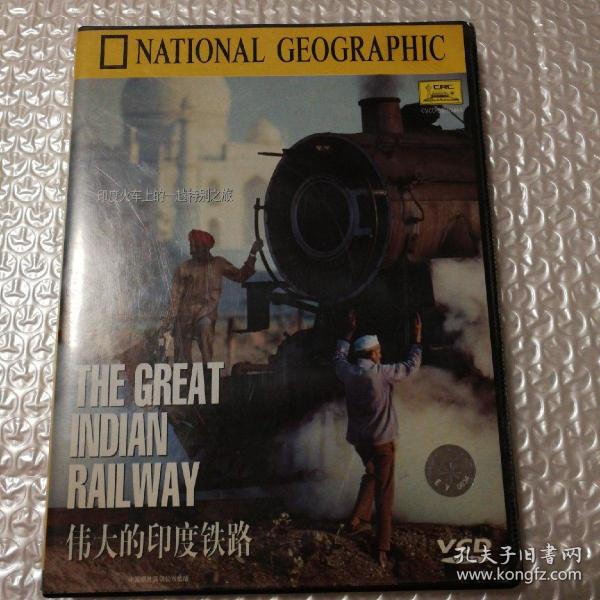 NATIONAL GEOGRAPHIC
CRC
印度火车上的一趟特别之旅
THE GREAT
INDIAN
RAILWAY
伟大的印度铁路
VCD
孔夫子旧书网
www.kongfz.com